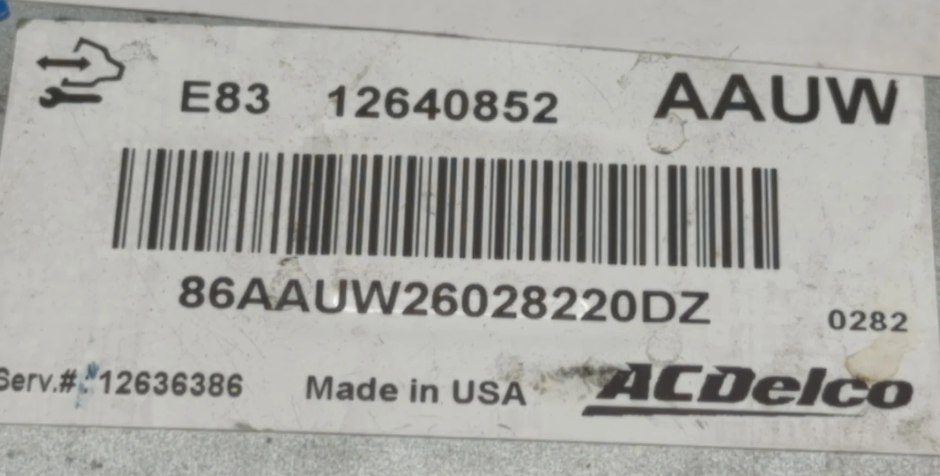 E83 12640852 AAUW
86AAUW26028220DZ
0282
Serv.#: 12636386 Made in USA ACDelco